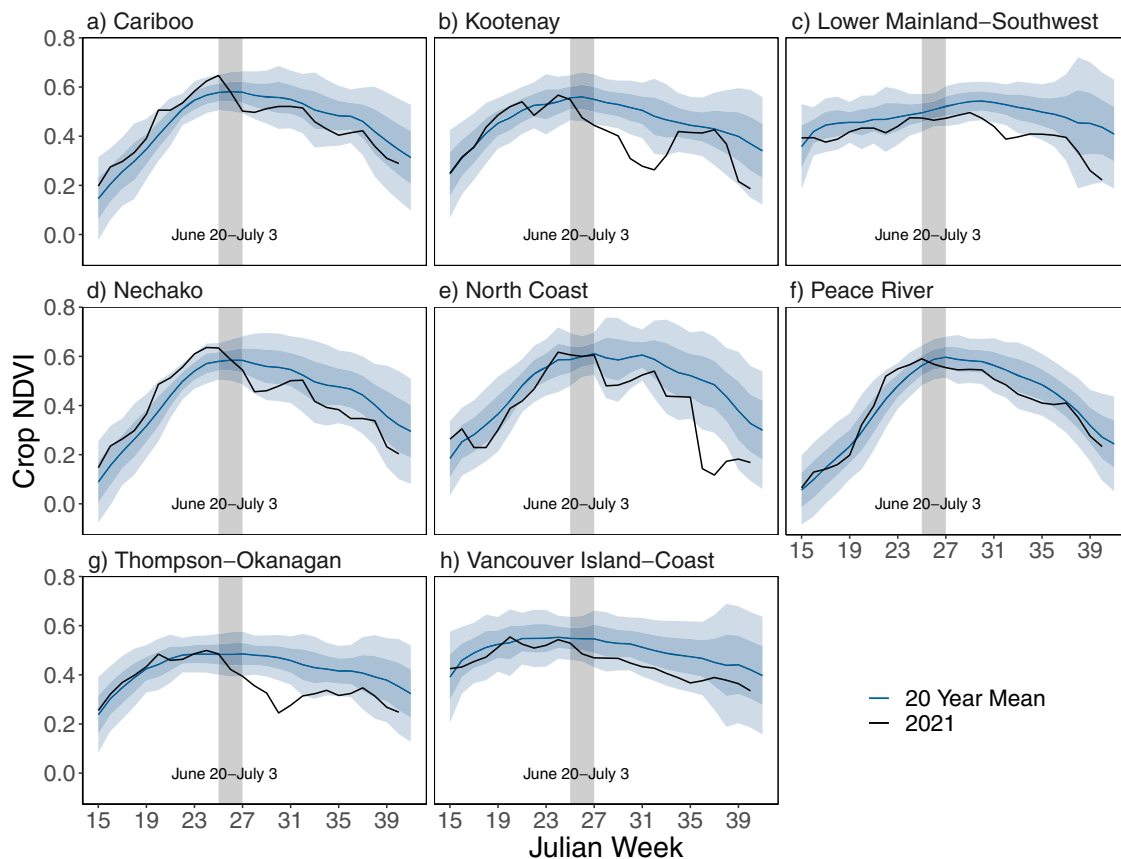 a) Cariboo
b) Kootenay
c) Lower Mainland−Southwest
0.8
0.6
0.4
0.2
0.0
June 20−July 3
June 20−July 3
June 20−July 3
d) Nechako
e) North Coast
f) Peace River
0.8
0.6
0.4
0.2
0.0
June 20−July 3
June 20−July 3
June 20−July 3
15 19 23 27 31 35 39
g) Thompson−Okanagan
h) Vancouver Island−Coast
0.8
0.6
0.4
0.2
0.0
June 20−July 3
June 20−July 3
15 19 23 27 31 35 39
15 19 23 27 31 35 39
Crop NDVI
Julian Week
20 Year Mean
2021